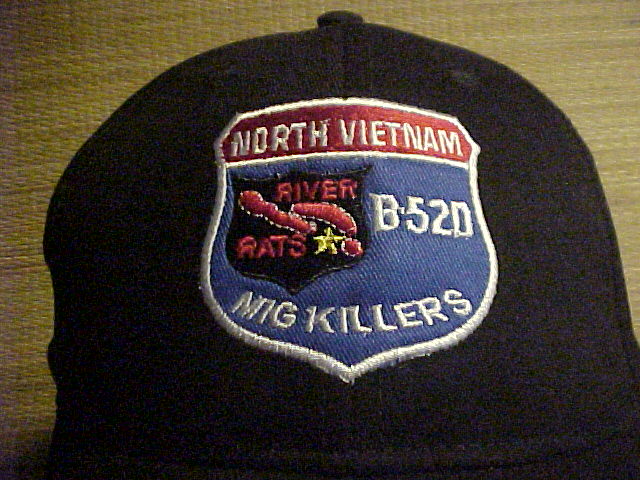 NORTH VIETNAM
RIVER
RATS
B-52D
MIG KILLERS